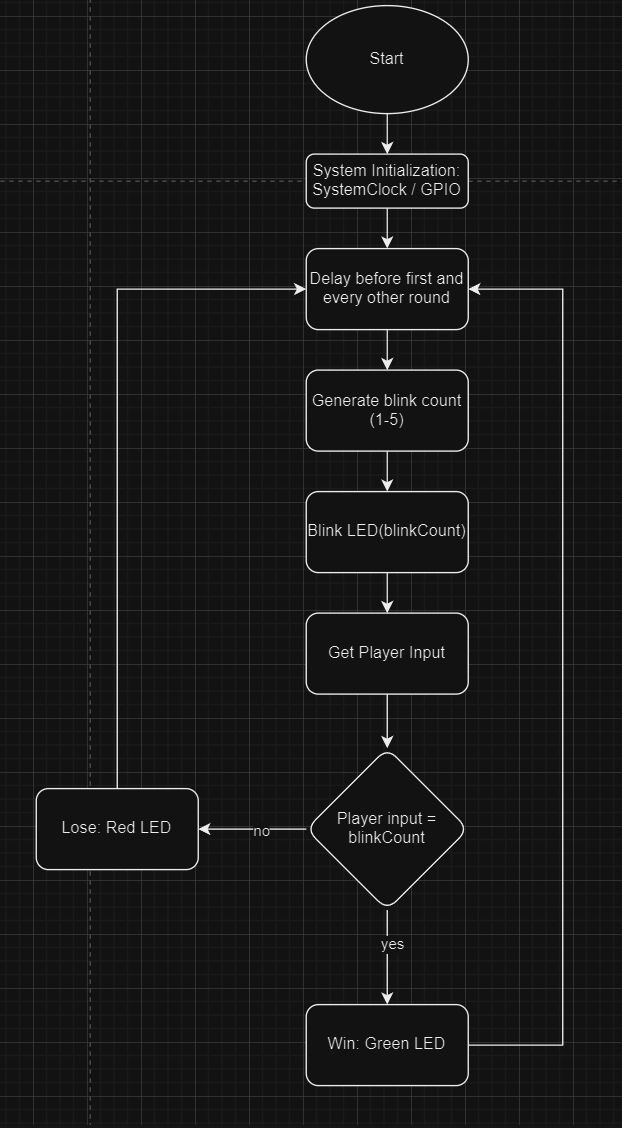 Start
System Initialization:
SystemClock / GPIO
Delay before first and
every other round
Generate blink count
(1-5)
Blink LED(blinkCount)
Get Player Input
Player input =
blinkCount
no
Lose: Red LED
yes
Win: Green LED